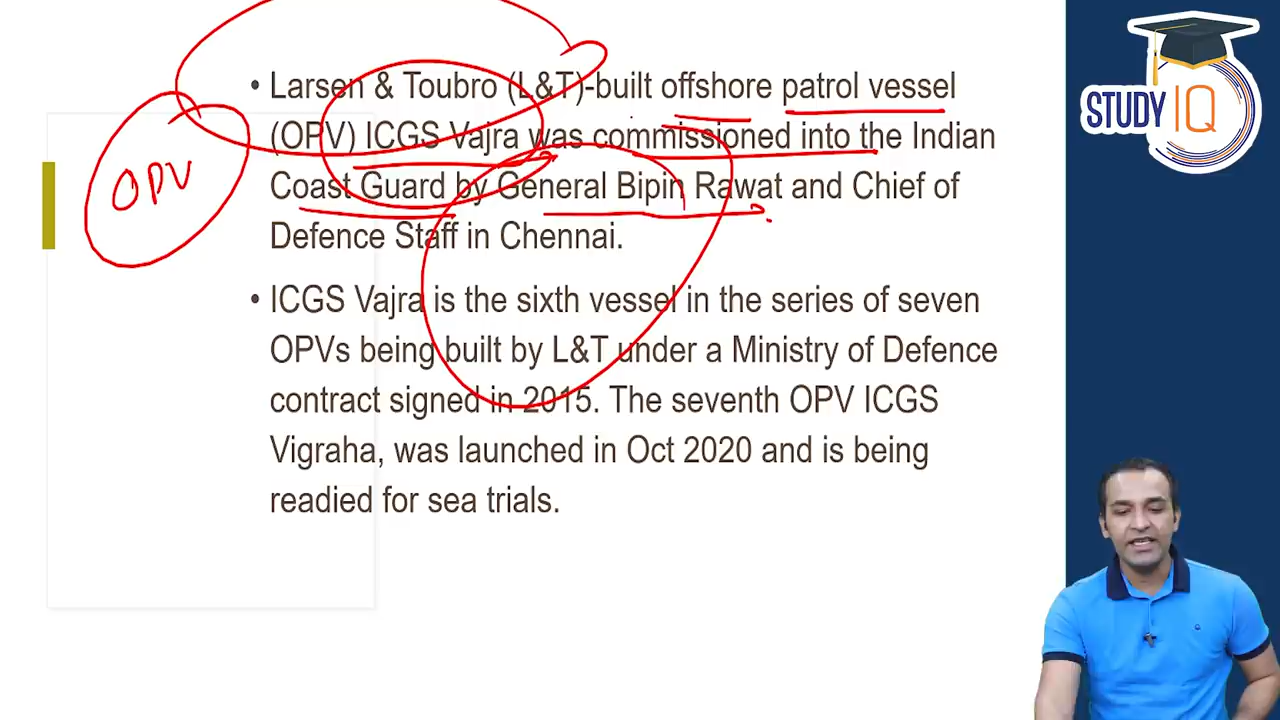 • Larsen & Toubro (L&T)-built offshore patrol vessel
(OPV) ICGS Vajra was commissioned into the Indian
Coast Guard by General Bipin Rawat and Chief of
Defence Staff in Chennai.
• ICGS Vajra is the sixth vessel in the series of seven
OPVs being built by L&T under a Ministry of Defence
contract signed in 2015. The seventh OPV ICGS
Vigraha, was launched in Oct 2020 and is being
readied for sea trials.
OPV
STUDY IQ